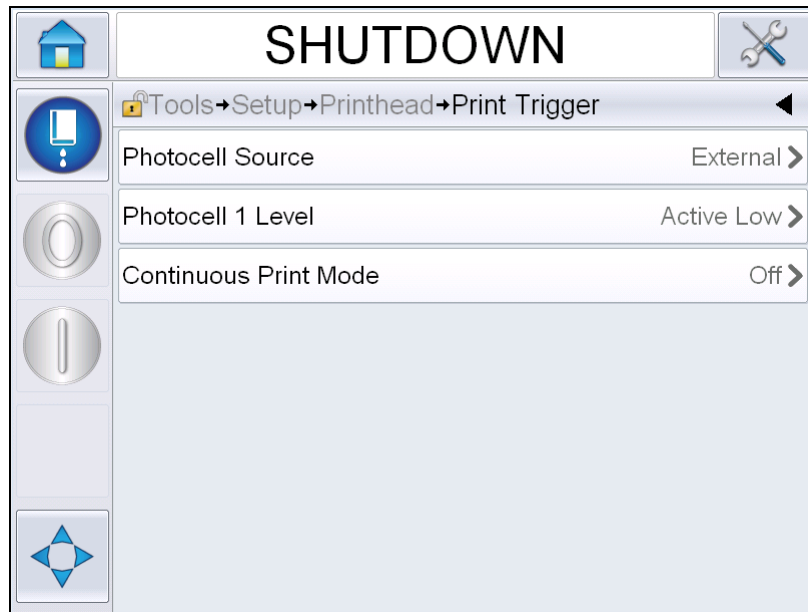 SHUTDOWN
Tools→Setup→Printhead→Print Trigger
Photocell Source External
Photocell 1 Level Active Low
Continuous Print Mode Off